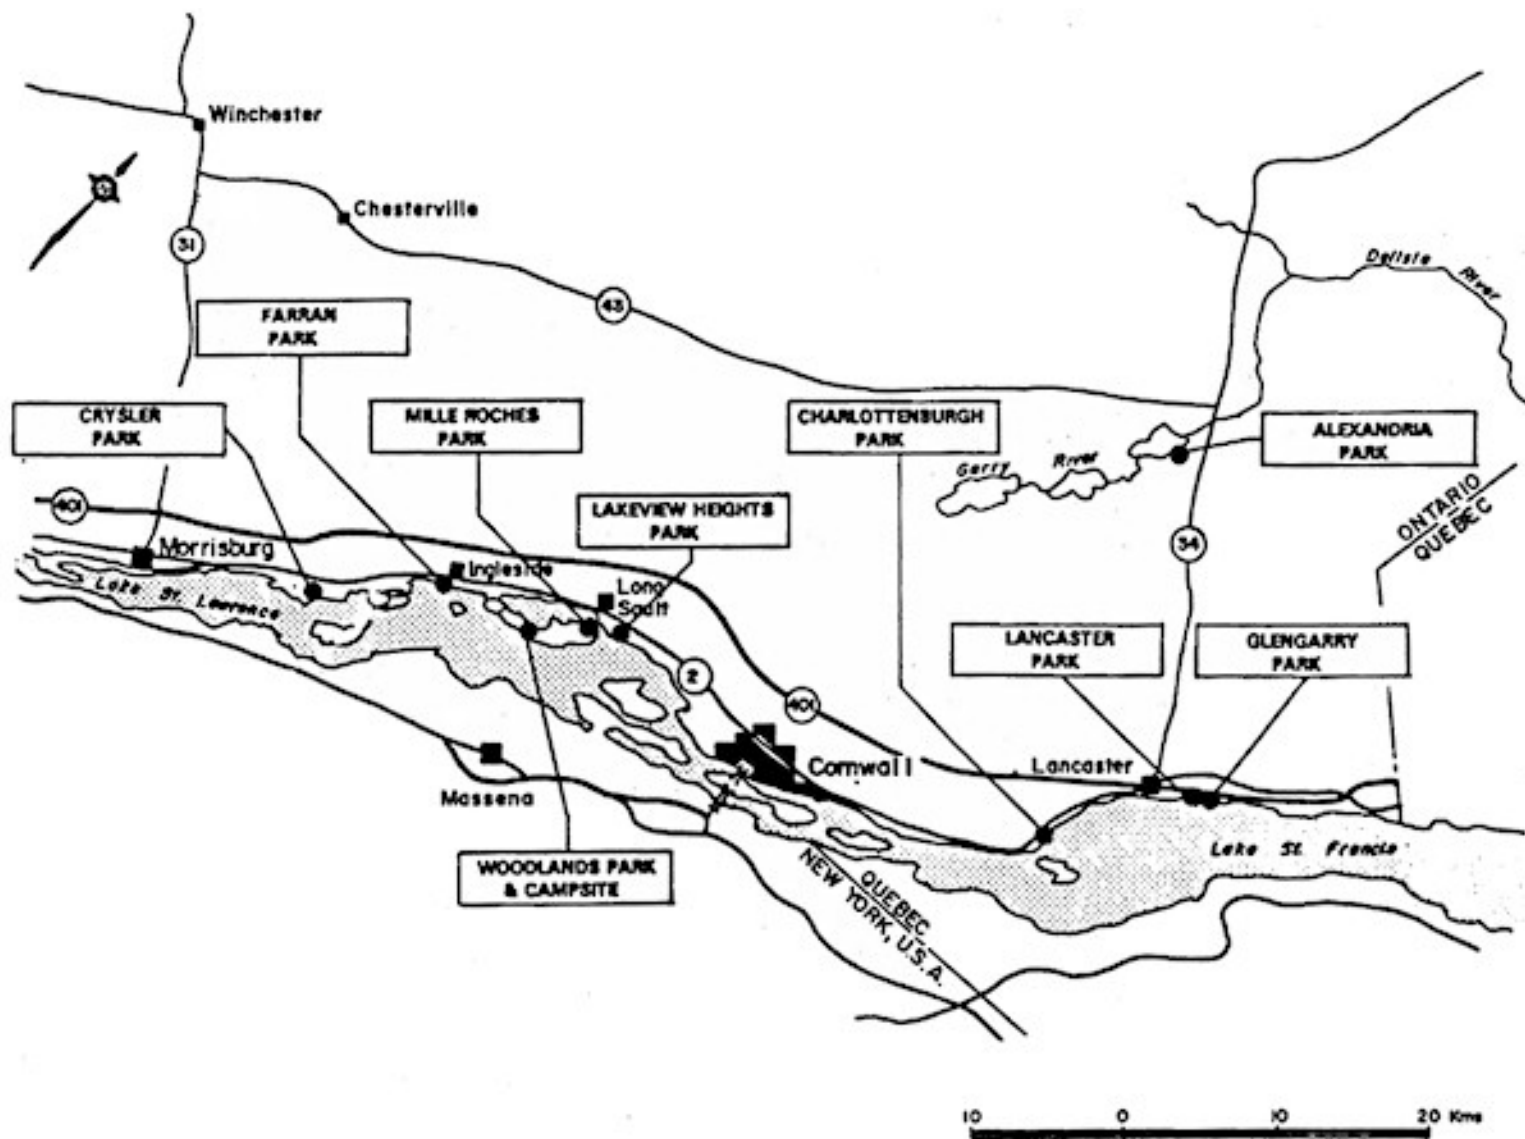 Winchester
Chesterville
31
43
Delisle
River
FARRAN
PARK
CRYSLER
PARK
MILLE ROCHES
PARK
CHARLOTTENBURGH
PARK
ALEXANDRIA
PARK
Garry River
LAKEVIEW HEIGHTS
PARK
ONTARIO
QUEBEC
401
Morrisburg
Ingleside
Long
Sault
34
Lake St. Lawrence
LANCASTER
PARK
GLENGARRY
PARK
2
401
Cornwall
Lancaster
Massena
WOODLANDS PARK
& CAMPSITE
Lake St. Francis
QUEBEC
NEW YORK, U.S.A.
10 0 10 20 Kms